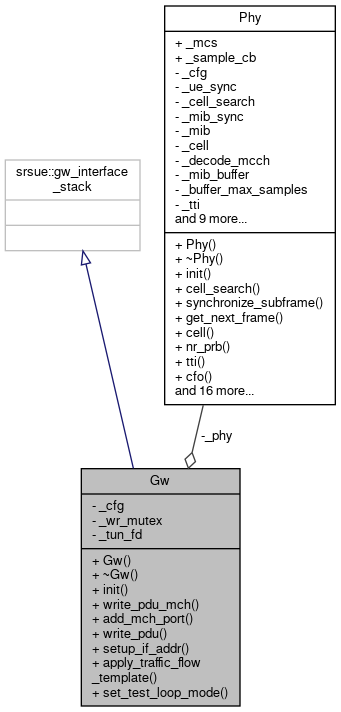 Phy
+ _mcs
+ _sample_cb
- _cfg
- _ue_sync
- _cell_search
- _mib_sync
- _mib
- _cell
- _decode_mcch
- _mib_buffer
- _buffer_max_samples
- _tti
and 9 more...
+ Phy()
+ ~Phy()
+ init()
+ cell_search()
+ synchronize_subframe()
+ get_next_frame()
+ cell()
+ nr_prb()
+ tti()
+ cfo()
and 16 more...
srsue::gw_interface
_stack
-_phy
Gw
- _cfg
- _wr_mutex
- _tun_fd
+ Gw()
+ ~Gw()
+ init()
+ write_pdu_mch()
+ add_mch_port()
+ write_pdu()
+ setup_if_addr()
+ apply_traffic_flow
_template()
+ set_test_loop_mode()